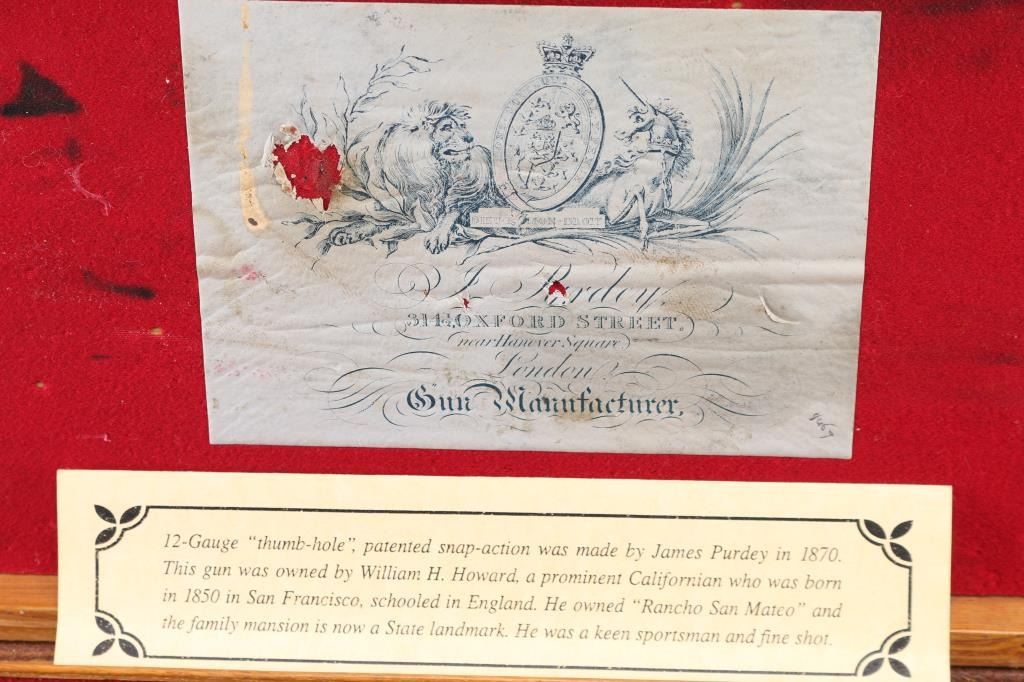 DIEU ET MON DROIT
J. Purdey,
314½ OXFORD STREET,
near Hanover Square
London
Gun Manufacturer,
12-Gauge “thumb-hole”, patented snap-action was made by James Purdey in 1870.
This gun was owned by William H. Howard, a prominent Californian who was born
in 1850 in San Francisco, schooled in England. He owned “Rancho San Mateo” and
the family mansion is now a State landmark. He was a keen sportsman and fine shot.